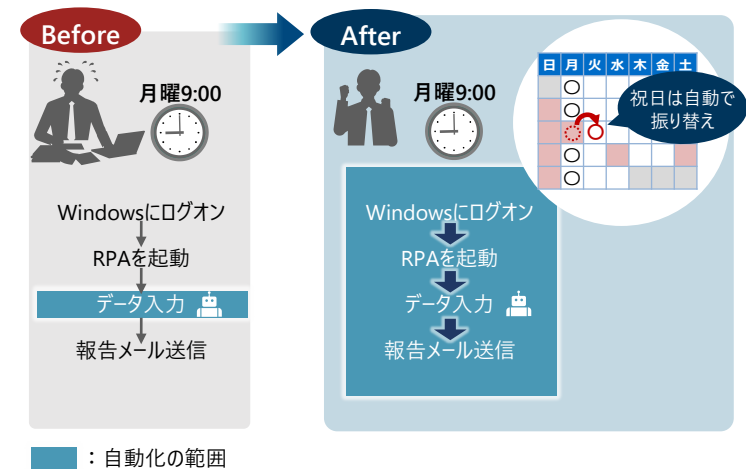 Before
After
月曜9:00
Windowsにログオン
RPAを起動
データ入力
報告メール送信
月曜9:00
日 月 火 水 木 金 土
祝日は自動で
振り替え
Windowsにログオン
RPAを起動
データ入力
報告メール送信
：自動化の範囲